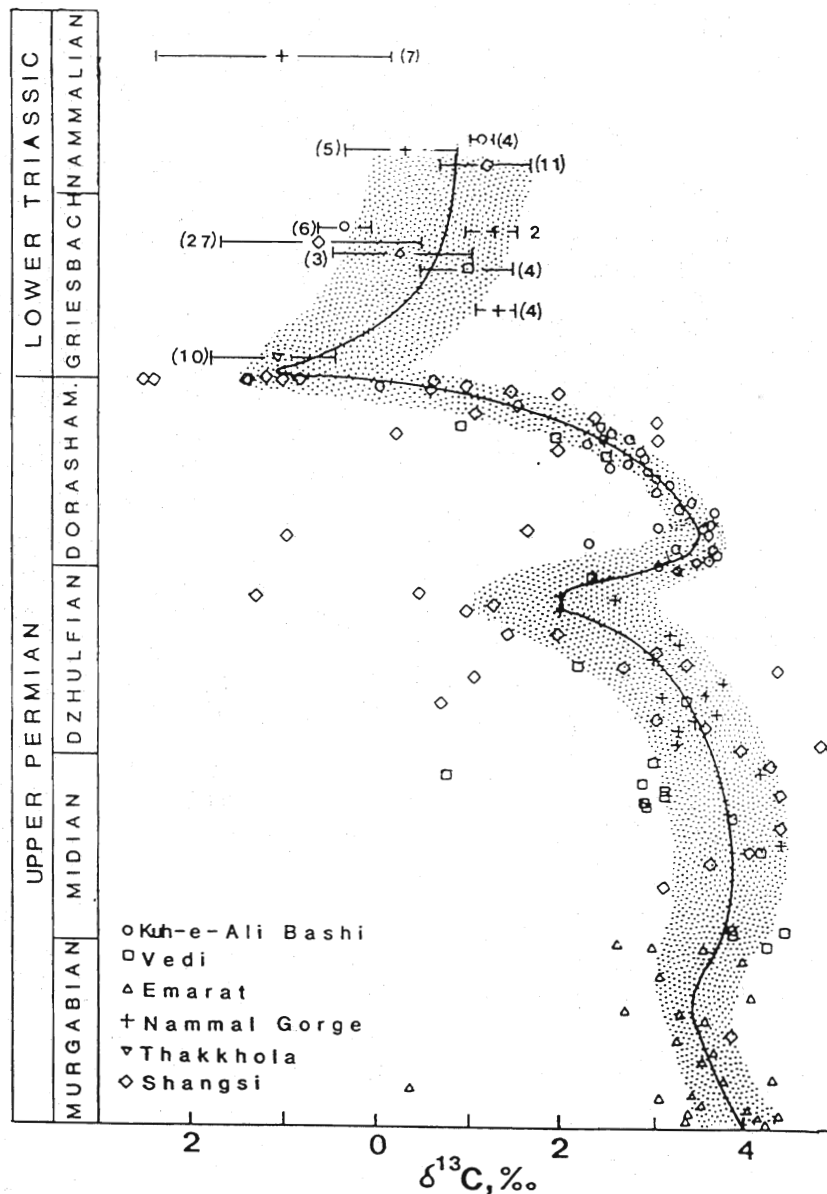 LOWER TRIASSIC
UPPER PERMIAN
NAMMALIAN
GRIESBACH
DORASHAM.
DZHULFIAN
MIDIAN
MURGABIAN
(7)
(5)
(4)
(11)
(6)
2
(27)
(3)
(4)
(4)
(10)
Kuh-e-Ali Bashi
Vedi
Emarat
Nammal Gorge
Thakkhola
Shangsi
2 0 2 4
δ¹³C,‰